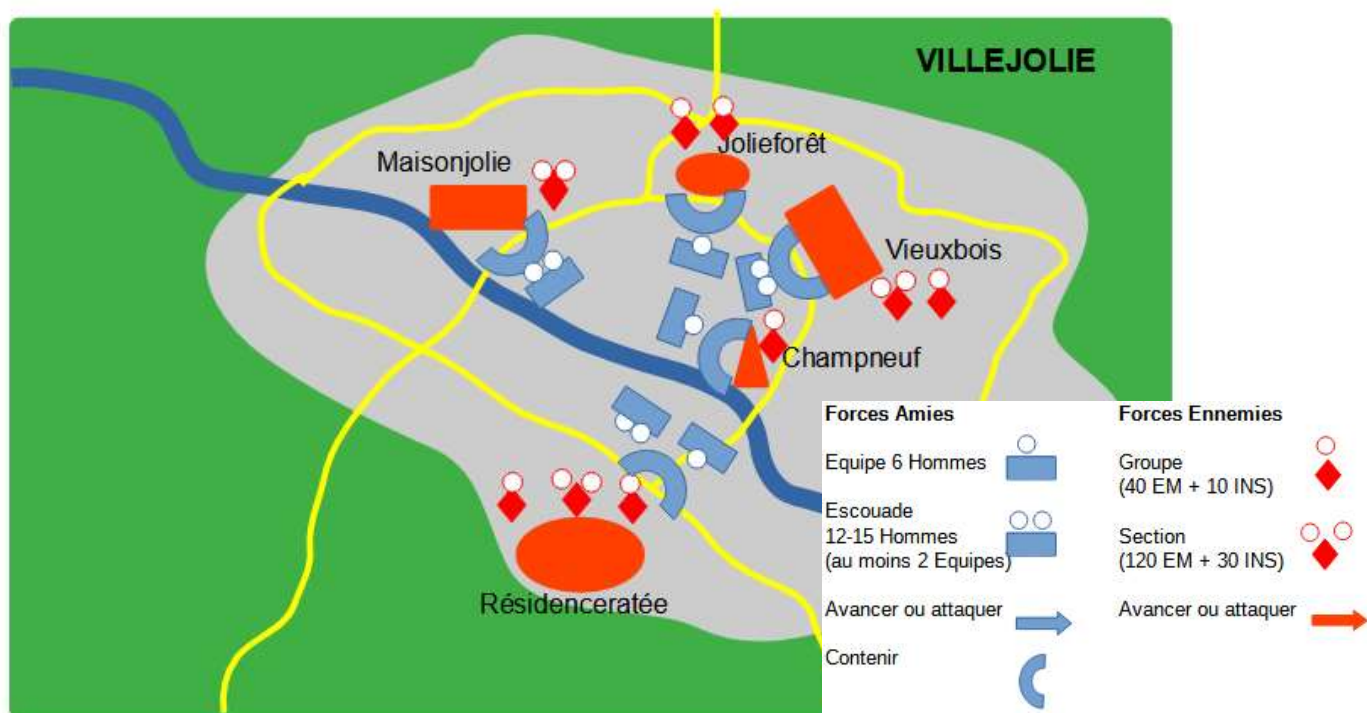 VILLEJOLIE
Jolieforêt
Maisonjolie
Vieuxbois
Champneuf
Résidenceratée
Forces Amies
Equipe 6 Hommes
Escouade
12-15 Hommes
(au moins 2 Equipes)
Avancer ou attaquer
Contenir
Forces Ennemies
Groupe
(40 EM + 10 INS)
Section
(120 EM + 30 INS)
Avancer ou attaquer